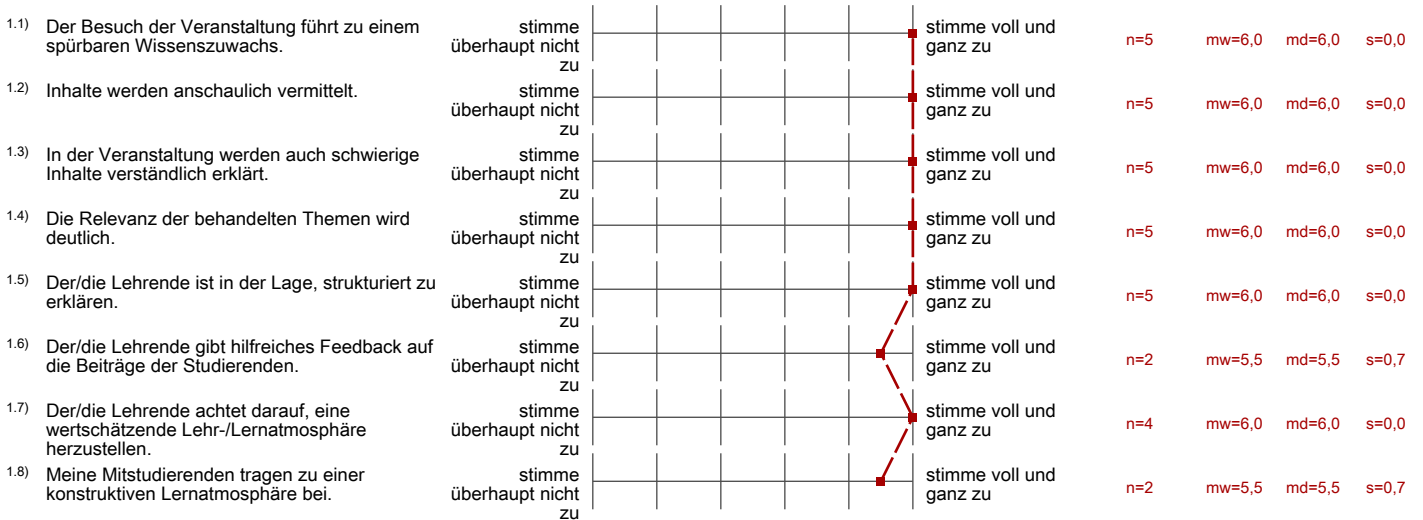 1.1) Der Besuch der Veranstaltung führt zu einem stimme stimme voll und
spürbaren Wissenszuwachs. überhaupt nicht ganz zu n=5 mw=6,0 md=6,0 s=0,0
zu
1.2) Inhalte werden anschaulich vermittelt. stimme stimme voll und
überhaupt nicht ganz zu n=5 mw=6,0 md=6,0 s=0,0
zu
1.3) In der Veranstaltung werden auch schwierige stimme stimme voll und
Inhalte verständlich erklärt. überhaupt nicht ganz zu n=5 mw=6,0 md=6,0 s=0,0
zu
1.4) Die Relevanz der behandelten Themen wird stimme stimme voll und
deutlich. überhaupt nicht ganz zu n=5 mw=6,0 md=6,0 s=0,0
zu
1.5) Der/die Lehrende ist in der Lage, strukturiert zu stimme stimme voll und
erklären. überhaupt nicht ganz zu n=5 mw=6,0 md=6,0 s=0,0
zu
1.6) Der/die Lehrende gibt hilfreiches Feedback auf stimme stimme voll und
die Beiträge der Studierenden. überhaupt nicht ganz zu n=2 mw=5,5 md=5,5 s=0,7
zu
1.7) Der/die Lehrende achtet darauf, eine stimme stimme voll und
wertschätzende Lehr-/Lernatmosphäre überhaupt nicht ganz zu n=4 mw=6,0 md=6,0 s=0,0
herzustellen. zu
1.8) Meine Mitstudierenden tragen zu einer stimme stimme voll und
konstruktiven Lernatmosphäre bei. überhaupt nicht ganz zu n=2 mw=5,5 md=5,5 s=0,7
zu